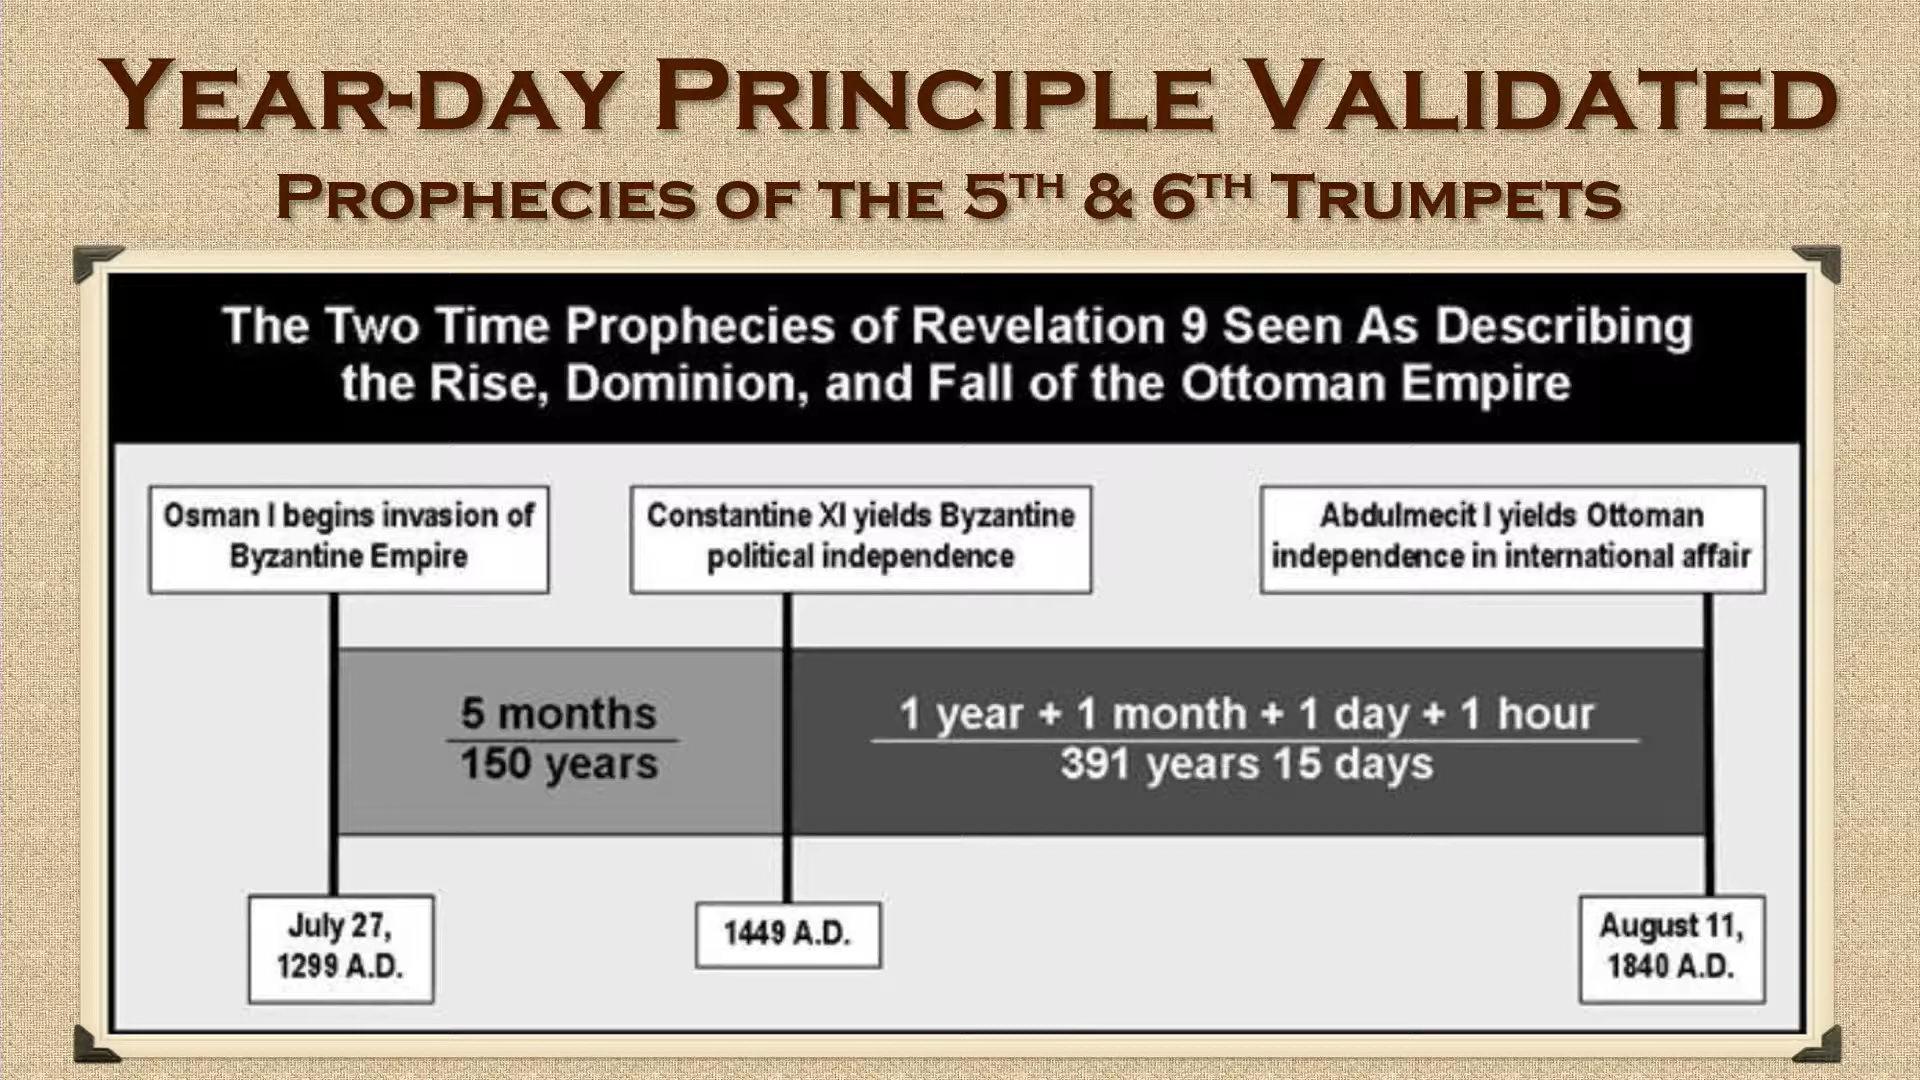 YEAR-DAY PRINCIPLE VALIDATED
PROPHECIES OF THE 5TH & 6TH TRUMPETS
The Two Time Prophecies of Revelation 9 Seen As Describing
the Rise, Dominion, and Fall of the Ottoman Empire
Osman I begins invasion of
Byzantine Empire
Constantine XI yields Byzantine
political independence
Abdulmecit I yields Ottoman
independence in international affair
5 months
150 years
1 year + 1 month + 1 day + 1 hour
391 years 15 days
July 27,
1299 A.D.
1449 A.D.
August 11,
1840 A.D.